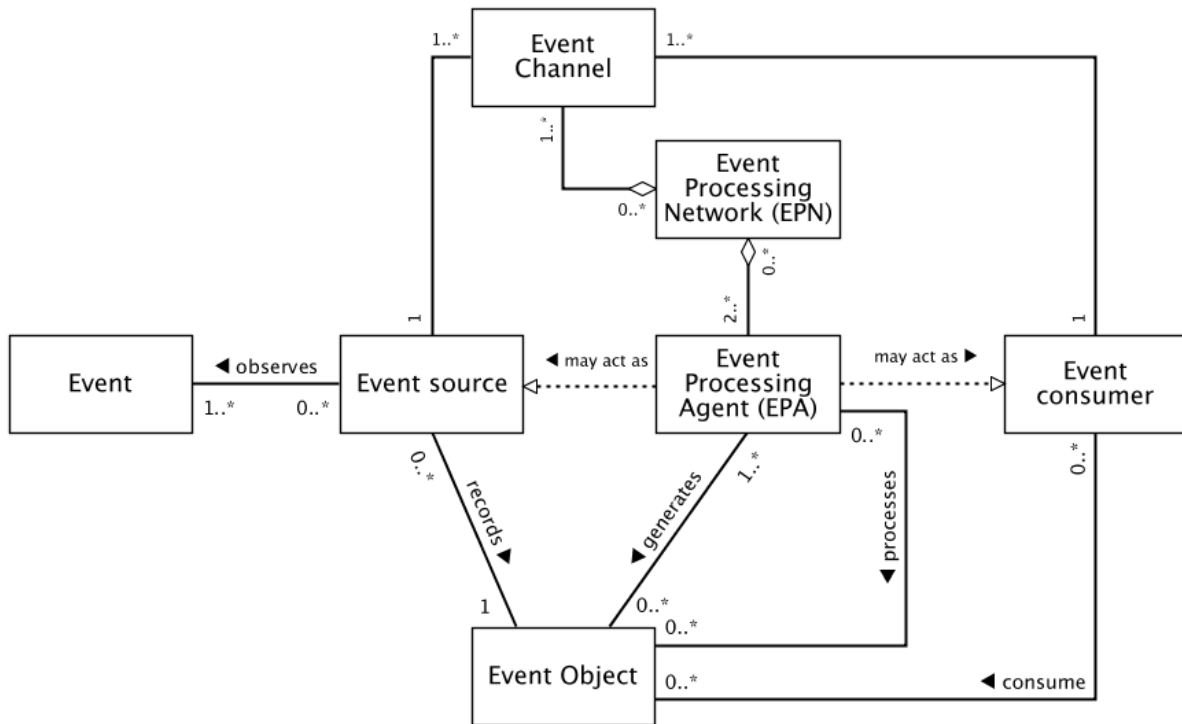 1..*
Event
Channel
1..*
1..*
Event
Processing
Network (EPN)
0..*
0..*
1
2..*
1
Event
◄ observes
1..*
0..*
Event source
◄ may act as
Event
Processing
Agent (EPA)
may act as ►
Event
consumer
0..*
0..*
1..*
0..*
records ▼
◄ generates
◄ processes
1
0..*
0..*
Event Object
0..*
◄ consume